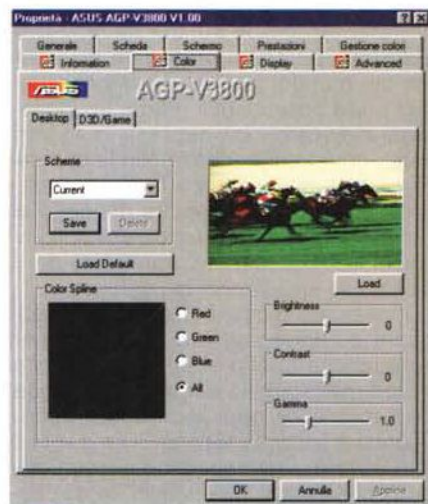 Proprietà - ASUS AGP-V3800 V1.00
Generale Scheda Schermo Prestazioni Gestione colori
Information Color Display Advanced
ASUS AGP-V3800
Desktop D3D/Game
Scheme
Current
Save Delete
Load Default
Load
Color Spline
Red
Green
Blue
All
Brightness
0
Contrast
0
Gamma
1.0
OK Annulla Applica